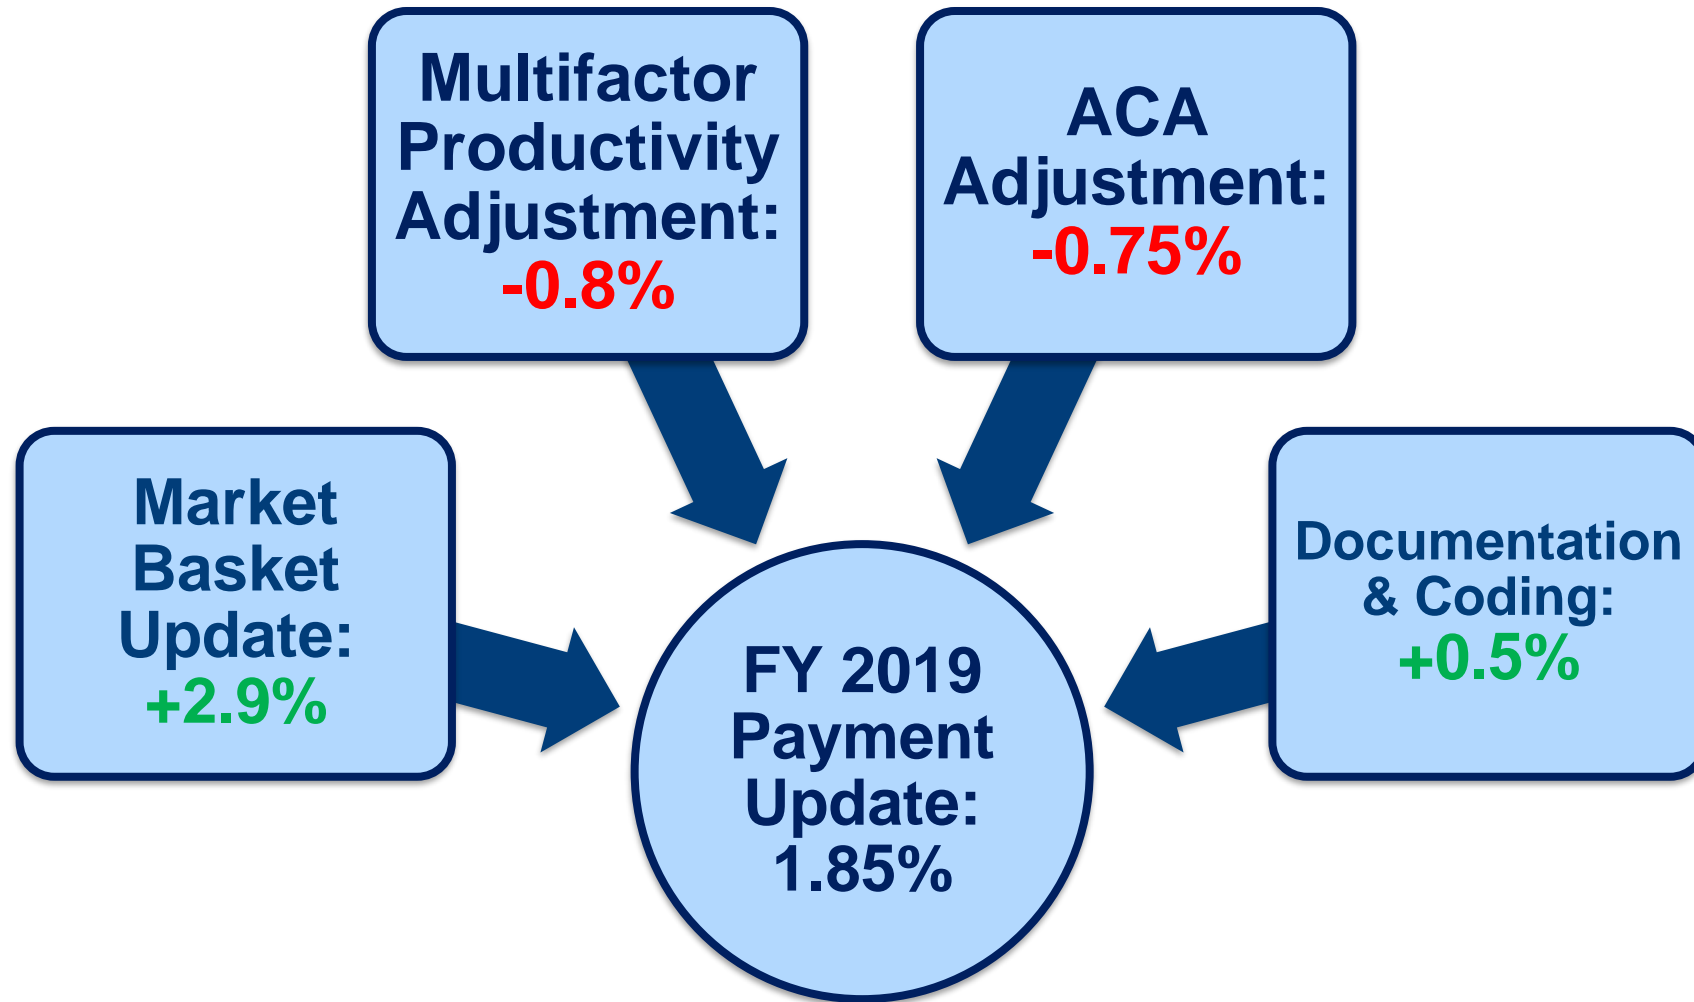 Multifactor
Productivity
Adjustment:
-0.8%
ACA
Adjustment:
-0.75%
Market
Basket
Update:
+2.9%
Documentation
& Coding:
+0.5%
FY 2019
Payment
Update:
1.85%